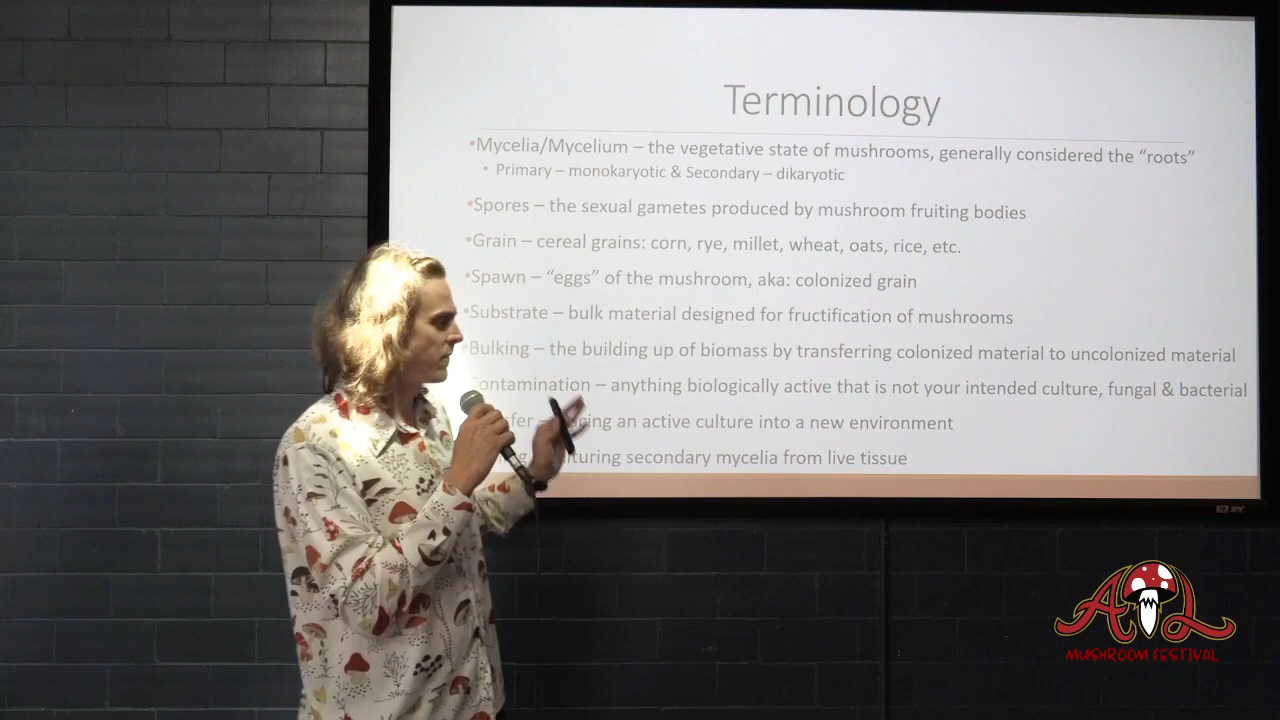 Terminology
•Mycelia/Mycelium – the vegetative state of mushrooms, generally considered the “roots”
• Primary – monokaryotic & Secondary – dikaryotic
•Spores – the sexual gametes produced by mushroom fruiting bodies
•Grain – cereal grains: corn, rye, millet, wheat, oats, rice, etc.
•Spawn – “eggs” of the mushroom, aka: colonized grain
•Substrate – bulk material designed for fructification of mushrooms
•Bulking – the building up of biomass by transferring colonized material to uncolonized material
Contamination – anything biologically active that is not your intended culture, fungal & bacterial
an active culture into a new environment
secondary mycelia from live tissue
ATL
MUSHROOM FESTIVAL